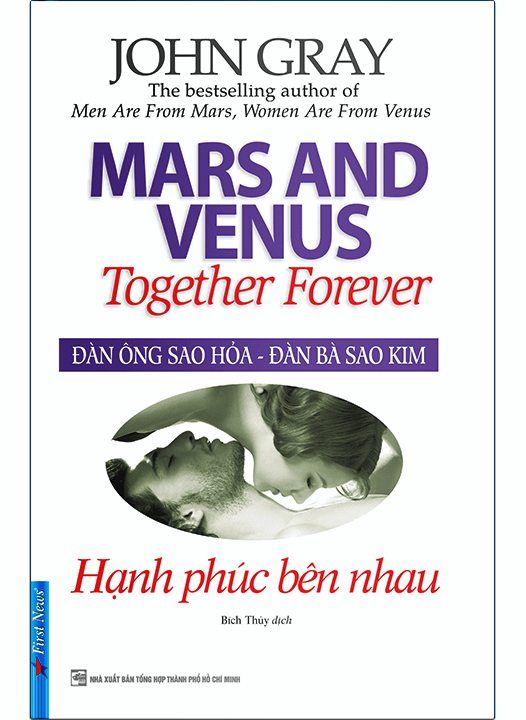 JOHN GRAY
The bestselling author of
Men Are From Mars, Women Are From Venus
MARS AND
VENUS
Together Forever
ĐÀN ÔNG SAO HỎA - ĐÀN BÀ SAO KIM
Hạnh phúc bên nhau
Bích Thủy dịch
First News
NHÀ XUẤT BẢN TỔNG HỢP THÀNH PHỐ HỒ CHÍ MINH